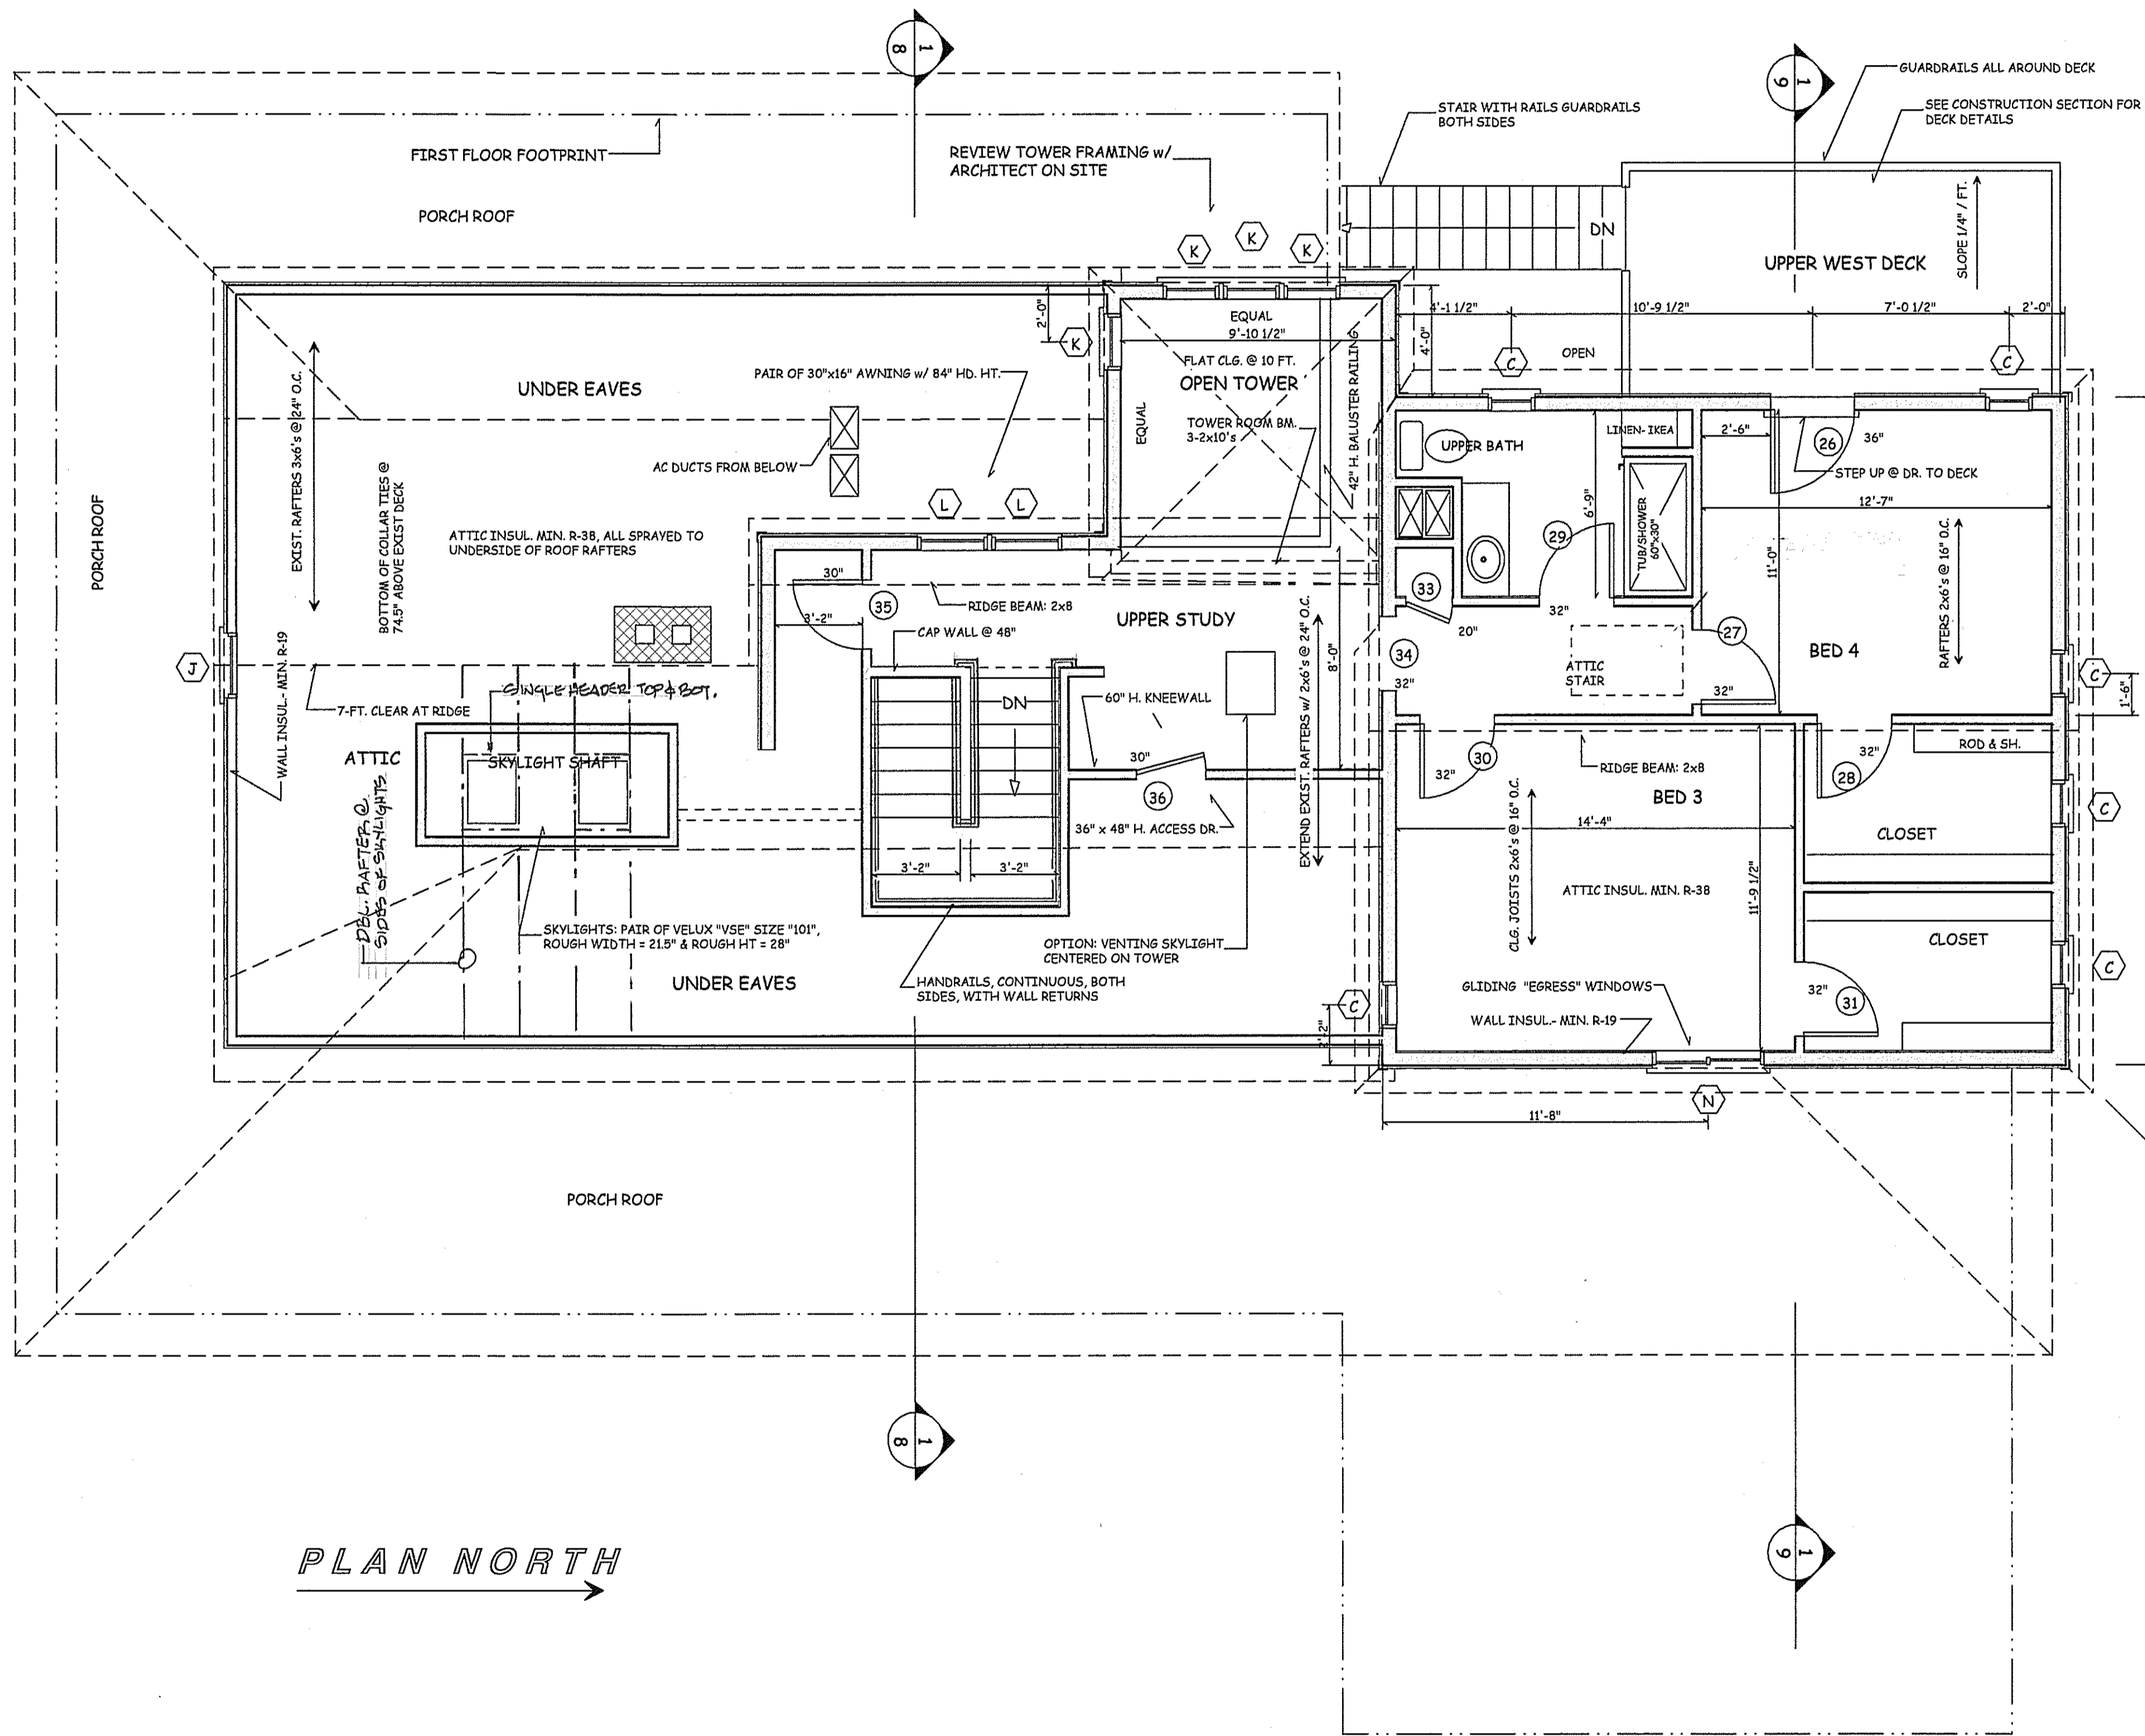 1
8
1
9
GUARDRAILS ALL AROUND DECK
SEE CONSTRUCTION SECTION FOR
DECK DETAILS
STAIR WITH RAILS GUARDRAILS
BOTH SIDES
FIRST FLOOR FOOTPRINT
REVIEW TOWER FRAMING w/
ARCHITECT ON SITE
PORCH ROOF
DN
SLOPE 1/4" / FT.
UPPER WEST DECK
K
K
K
4'-1 1/2"
10'-9 1/2"
7'-0 1/2"
2'-0"
2'-0"
K
EQUAL
9'-10 1/2"
4'-0"
OPEN
C
C
FLAT CLG. @ 10 FT.
OPEN TOWER
EQUAL
TOWER ROOM BM.
3-2x10's
42" H. BALUSTER RAILING
PAIR OF 30"x16" AWNING w/ 84" HD. HT.
UNDER EAVES
EXIST. RAFTERS 3x6's @ 24" O.C.
BOTTOM OF COLLAR TIES @
74.5" ABOVE EXIST DECK
AC DUCTS FROM BELOW
L
L
ATTIC INSUL. MIN. R-38, ALL SPRAYED TO
UNDERSIDE OF ROOF RAFTERS
PORCH ROOF
LINEN- IKEA
UPPER BATH
6'-9"
TUB/SHOWER
60"x30"
2'-6"
26
36"
STEP UP @ DR. TO DECK
12'-7"
11'-0"
RAFTERS 2x6's @ 16" O.C.
29
32"
33
20"
34
32"
ATTIC
STAIR
27
32"
BED 4
C
1'-6"
30"
35
3'-2"
RIDGE BEAM: 2x8
CAP WALL @ 48"
UPPER STUDY
8'-0"
EXTEND EXIST. RAFTERS w/ 2x6's @ 24" O.C.
J
WALL INSUL.- MIN. R-19
7-FT. CLEAR AT RIDGE
SINGLE HEADER TOP & BOT.
ATTIC
SKYLIGHT SHAFT
DBL. RAFTER @
SIDES OF SKYLIGHTS
DN
60" H. KNEEWALL
30"
36
36" x 48" H. ACCESS DR.
3'-2"
3'-2"
30
32"
RIDGE BEAM: 2x8
BED 3
14'-4"
CLG. JOISTS 2x6's @ 16" O.C.
ATTIC INSUL. MIN. R-38
11'-9 1/2"
32"
28
ROD & SH.
CLOSET
C
CLOSET
C
32"
31
SKYLIGHTS: PAIR OF VELUX "VSE" SIZE "101",
ROUGH WIDTH = 21.5" & ROUGH HT = 28"
UNDER EAVES
HANDRAILS, CONTINUOUS, BOTH
SIDES, WITH WALL RETURNS
OPTION: VENTING SKYLIGHT
CENTERED ON TOWER
C
2'-2"
GLIDING "EGRESS" WINDOWS
WALL INSUL.- MIN. R-19
N
11'-8"
PORCH ROOF
1
8
1
9
PLAN NORTH